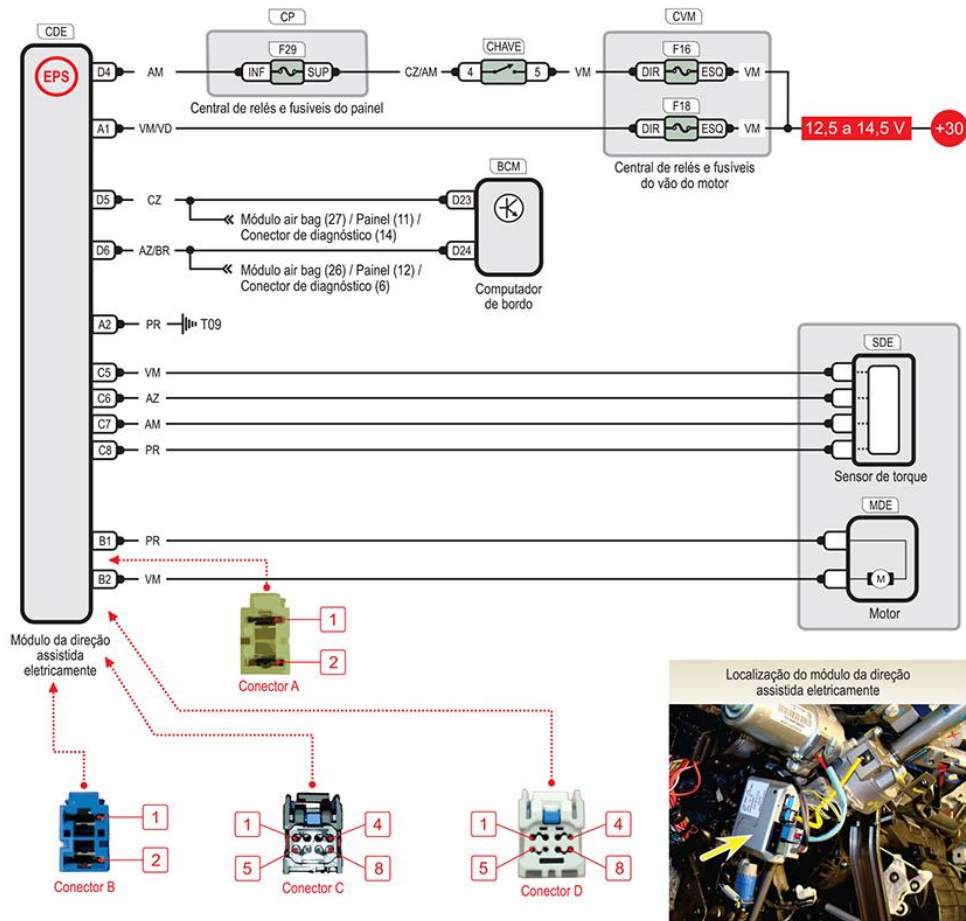 CDE
CP
CVM
EPS
D4
AM
F29
INF
SUP
CZ/AM
CHAVE
4
5
VM
F16
DIR
ESQ
VM
Central de relés e fusíveis do painel
A1
VM/VD
F18
DIR
ESQ
VM
12,5 a 14,5 V
+30
Central de relés e fusíveis
do vão do motor
BCM
D5
CZ
D23
Módulo air bag (27) / Painel (11) /
Conector de diagnóstico (14)
D6
AZ/BR
D24
Módulo air bag (26) / Painel (12) /
Conector de diagnóstico (6)
Computador
de bordo
A2
PR
T09
SDE
C5
VM
C6
AZ
C7
AM
C8
PR
Sensor de torque
MDE
B1
PR
B2
VM
M
Motor
Módulo da direção
assistida
eletricamente
1
2
Conector A
Localização do módulo da direção
assistida eletricamente
1
2
Conector B
1
4
5
8
Conector C
1
4
5
8
Conector D